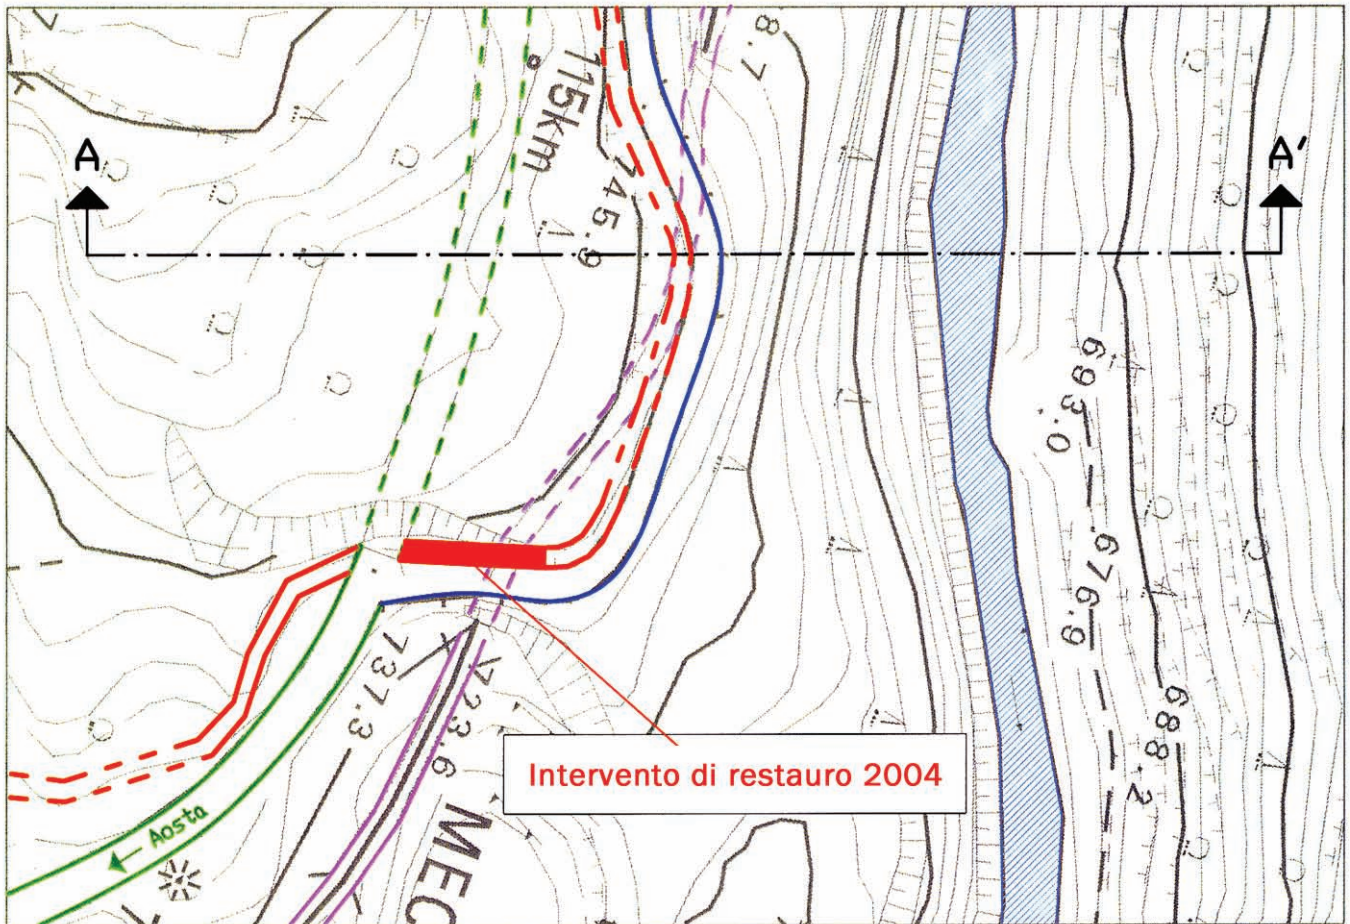 8.7
115km
745.9
A
A'
693.0
676.9
688.2
737.3
723.6
MEC
Intervento di restauro 2004
Aosta